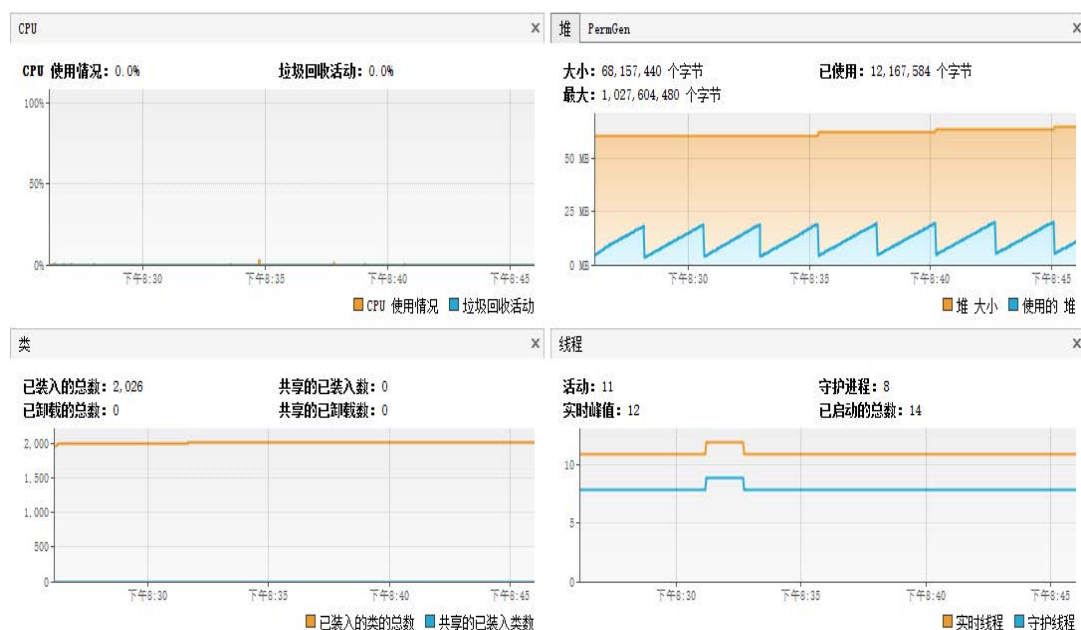 CPU x
CPU 使用情况: 0.0% 垃圾回收活动: 0.0%
100%
50%
0%
下午8:30 下午8:35 下午8:40 下午8:45
CPU 使用情况 垃圾回收活动
堆 PermGen x
大小: 68,157,440 个字节 已使用: 12,167,584 个字节
最大: 1,027,604,480 个字节
50 MB
25 MB
0 MB
下午8:30 下午8:35 下午8:40 下午8:45
堆 大小 使用的 堆
类 x
已装入的总数: 2,026 共享的已装入数: 0
已卸载的总数: 0 共享的已卸载数: 0
2,000
1,500
1,000
500
0
下午8:30 下午8:35 下午8:40 下午8:45
已装入的类的总数 共享的已装入类数
线程 x
活动: 11 守护进程: 8
实时峰值: 12 已启动的总数: 14
10
5
0
下午8:30 下午8:35 下午8:40 下午8:45
实时线程 守护线程